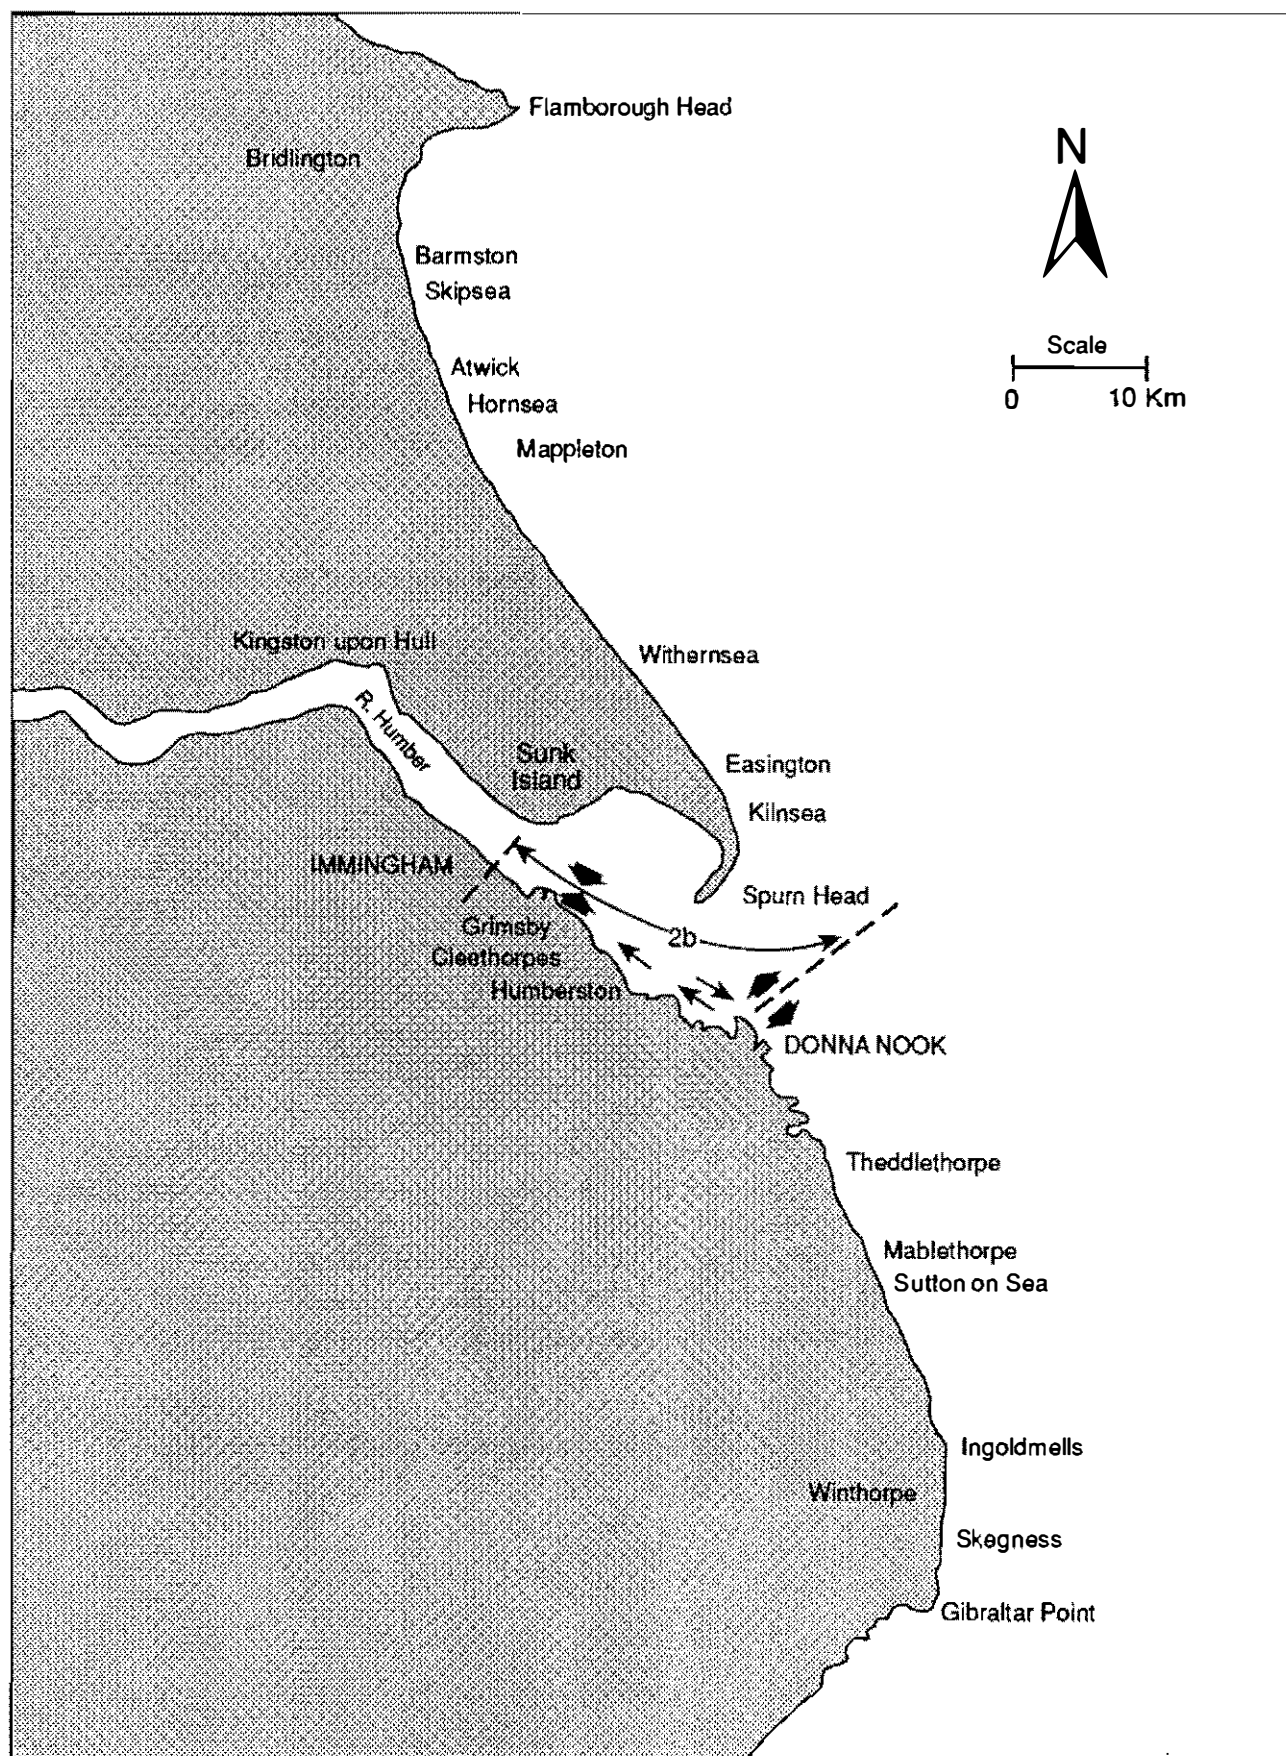 Flamborough Head
N
Bridlington
Barmston
Skipsea
Scale
0 10 Km
Atwick
Hornsea
Mappleton
Kingston upon Hull
Withernsea
R. Humber
Sunk
Island
Easington
Kilnsea
IMMINGHAM
Spurn Head
Grimsby
2b
Cleethorpes
Humberston
DONNA NOOK
Theddlethorpe
Mablethorpe
Sutton on Sea
Ingoldmells
Winthorpe
Skegness
Gibraltar Point